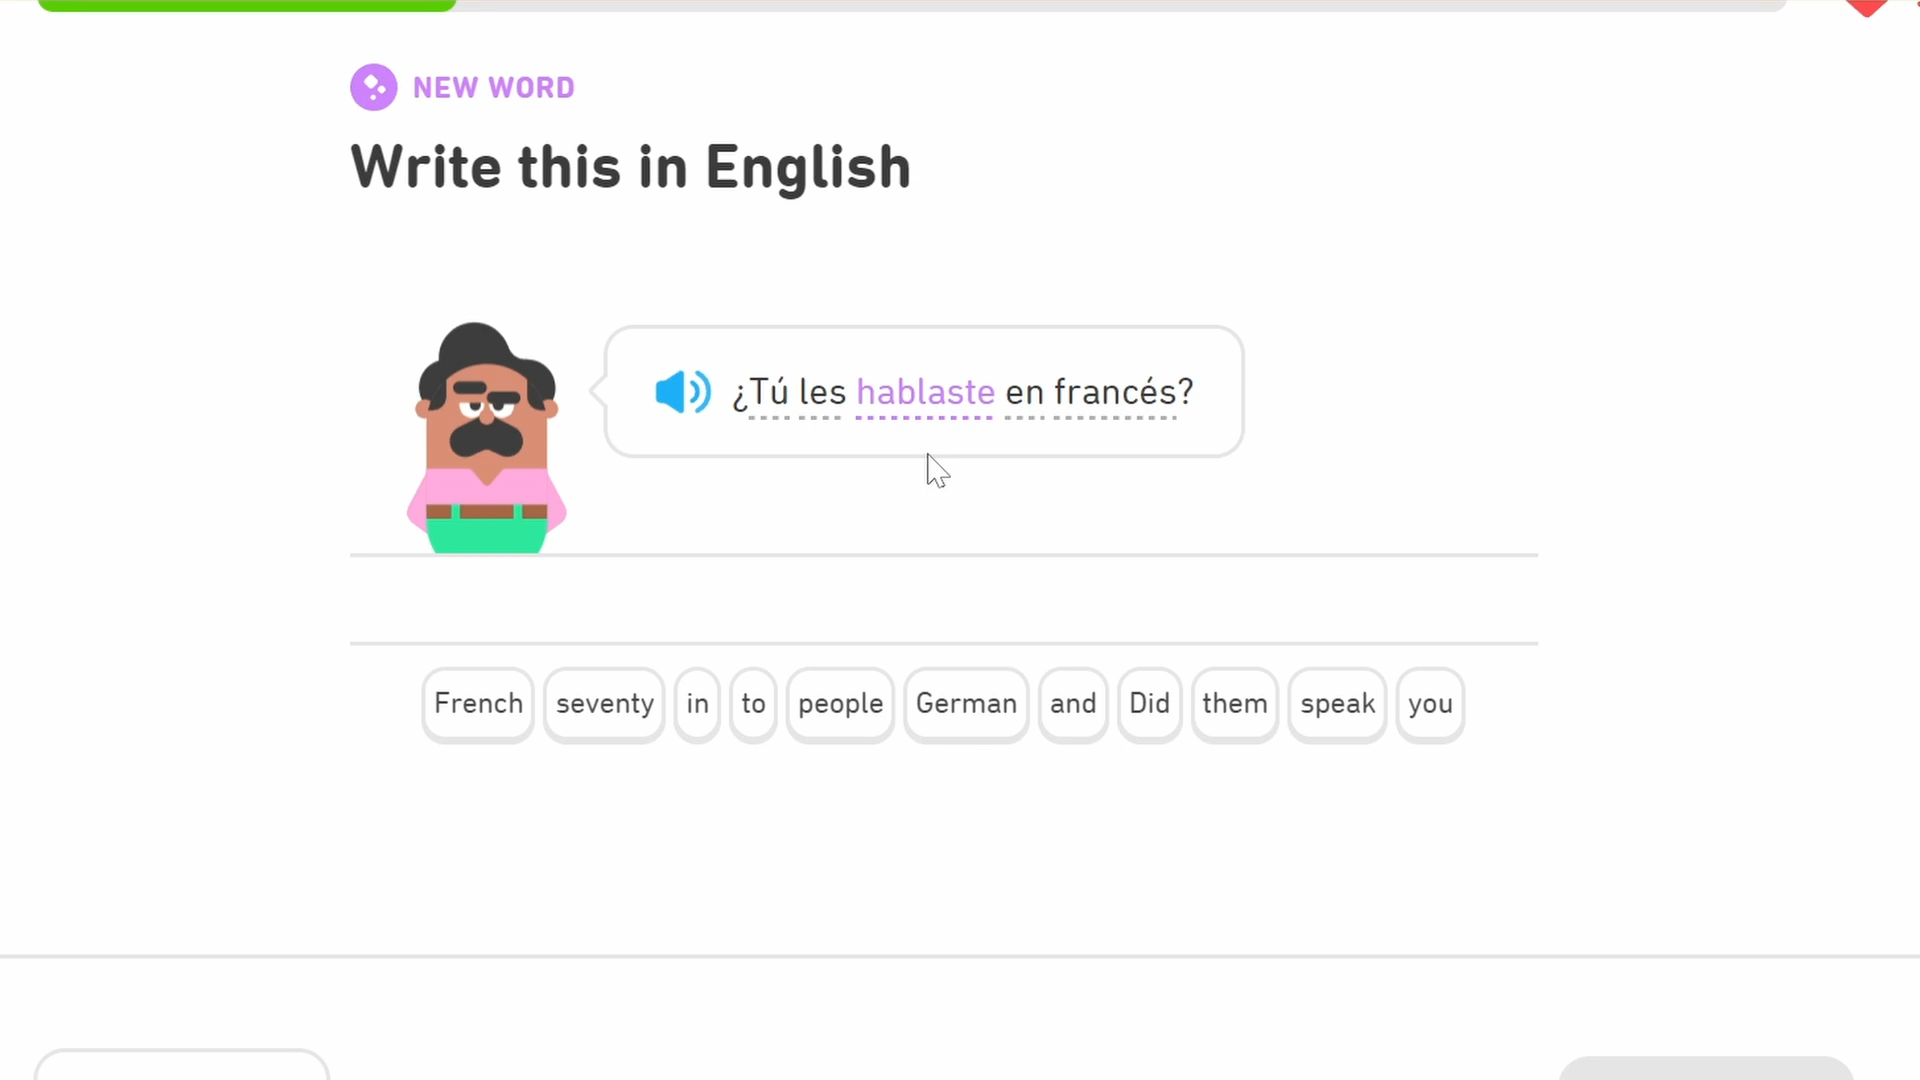 NEW WORD
Write this in English
¿Tú les hablaste en francés?
French seventy in to people German and Did them speak you